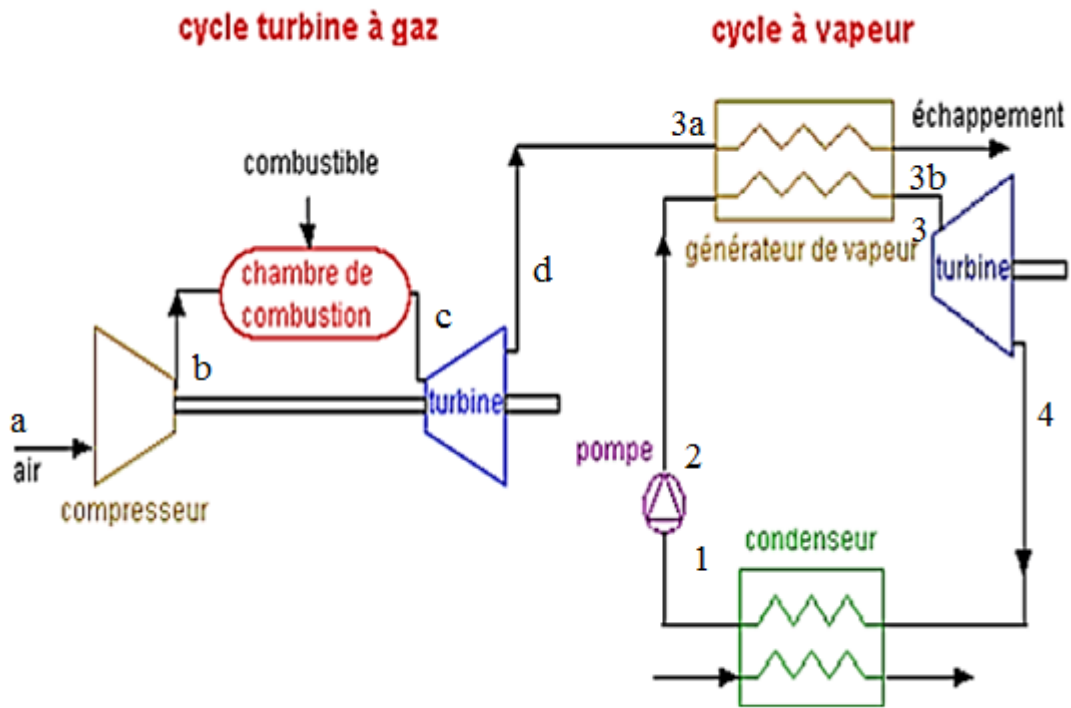 cycle turbine à gaz
cycle à vapeur
3a
échappement
combustible
3b
3
générateur de vapeur
chambre de
combustion
turbine
d
c
b
turbine
a
air
4
pompe
2
compresseur
condenseur
1